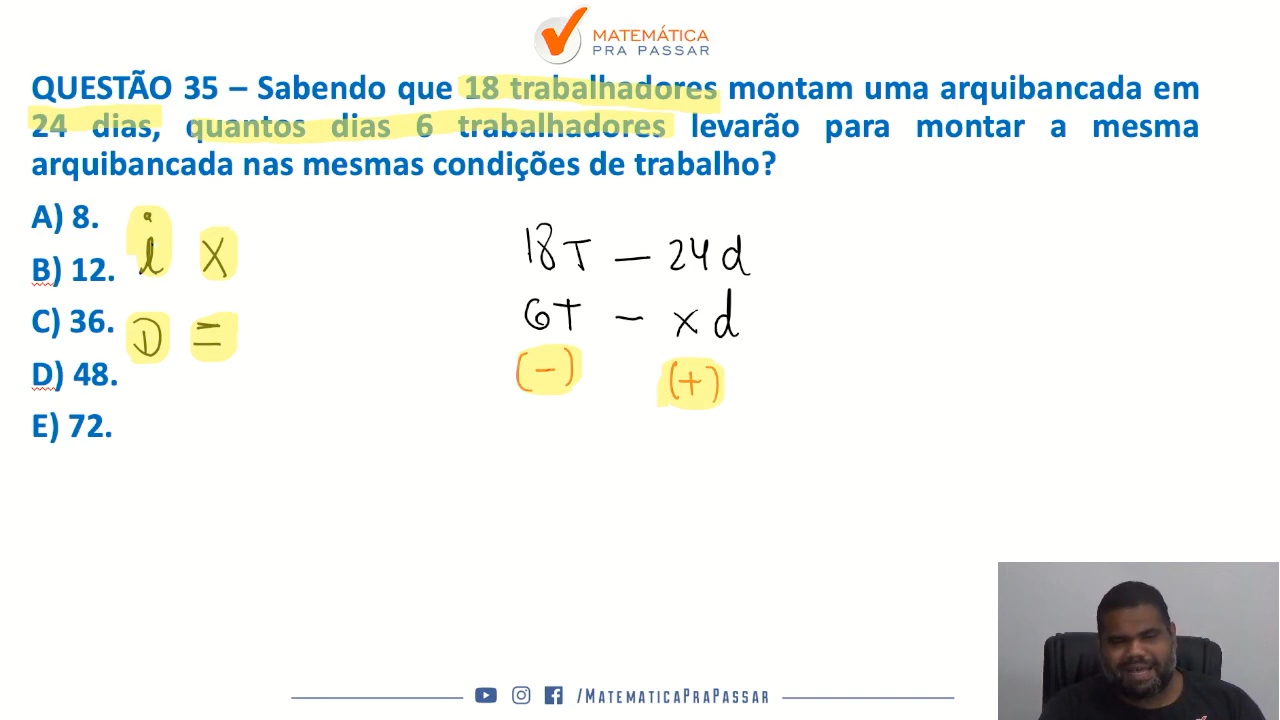 MATEMÁTICA
PRA PASSAR
QUESTÃO 35 – Sabendo que 18 trabalhadores montam uma arquibancada em
24 dias, quantos dias 6 trabalhadores levarão para montar a mesma
arquibancada nas mesmas condições de trabalho?
A) 8.
B) 12.
C) 36.
D) 48.
E) 72.
i X
D =
18T — 24d
6T – x d
(-) (+)
/MATEMATICAPRAPASSAR